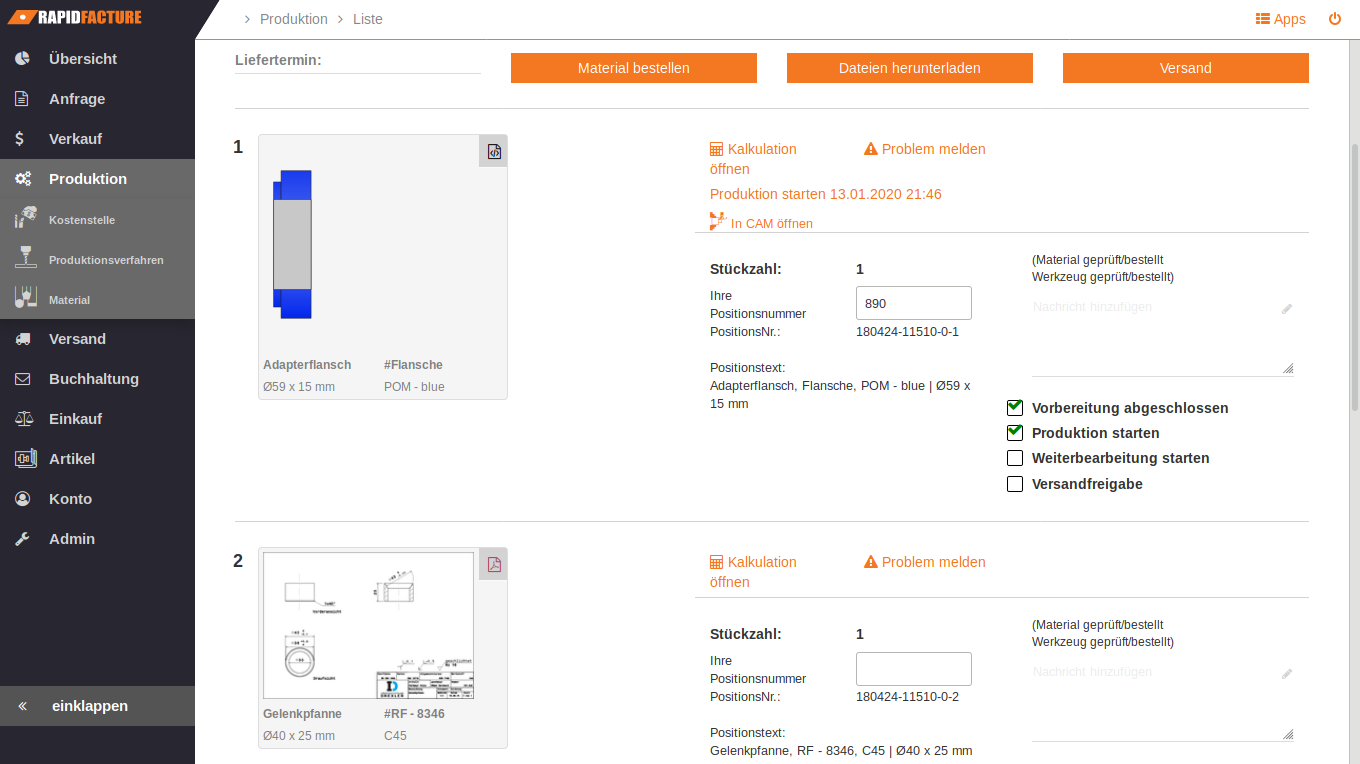 RAPIDFACTURE
Produktion
Liste
Apps
Übersicht
Anfrage
Verkauf
Produktion
Kostenstelle
Produktionsverfahren
Material
Versand
Buchhaltung
Einkauf
Artikel
Konto
Admin
einklappen
Liefertermin:
Material bestellen
Dateien herunterladen
Versand
1
Adapterflansch
#Flansche
Ø59 x 15 mm
POM - blue
Kalkulation
öffnen
Problem melden
Produktion starten 13.01.2020 21:46
In CAM öffnen
Stückzahl:
1
Ihre
Positionsnummer
890
PositionsNr.:
180424-11510-0-1
Positionstext:
Adapterflansch, Flansche, POM - blue | Ø59 x
15 mm
(Material geprüft/bestellt
Werkzeug geprüft/bestellt)
Nachricht hinzufügen
Vorbereitung abgeschlossen
Produktion starten
Weiterbearbeitung starten
Versandfreigabe
2
Gelenkpfanne
#RF - 8346
Ø40 x 25 mm
C45
Kalkulation
öffnen
Problem melden
Stückzahl:
1
Ihre
Positionsnummer
PositionsNr.:
180424-11510-0-2
Positionstext:
Gelenkpfanne, RF - 8346, C45 | Ø40 x 25 mm
(Material geprüft/bestellt
Werkzeug geprüft/bestellt)
Nachricht hinzufügen